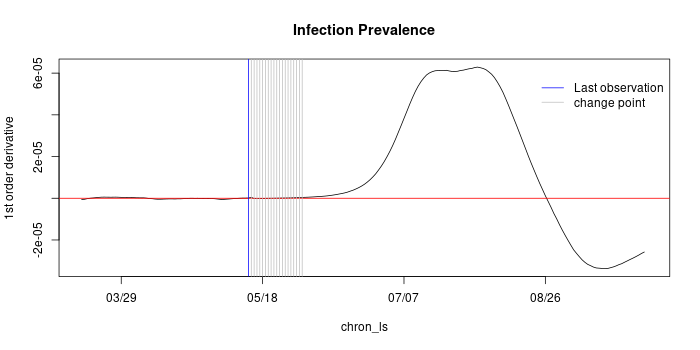 Infection Prevalence
1st order derivative
6e-05
2e-05
-2e-05
Last observation
change point
03/29
05/18
07/07
08/26
chron_ls